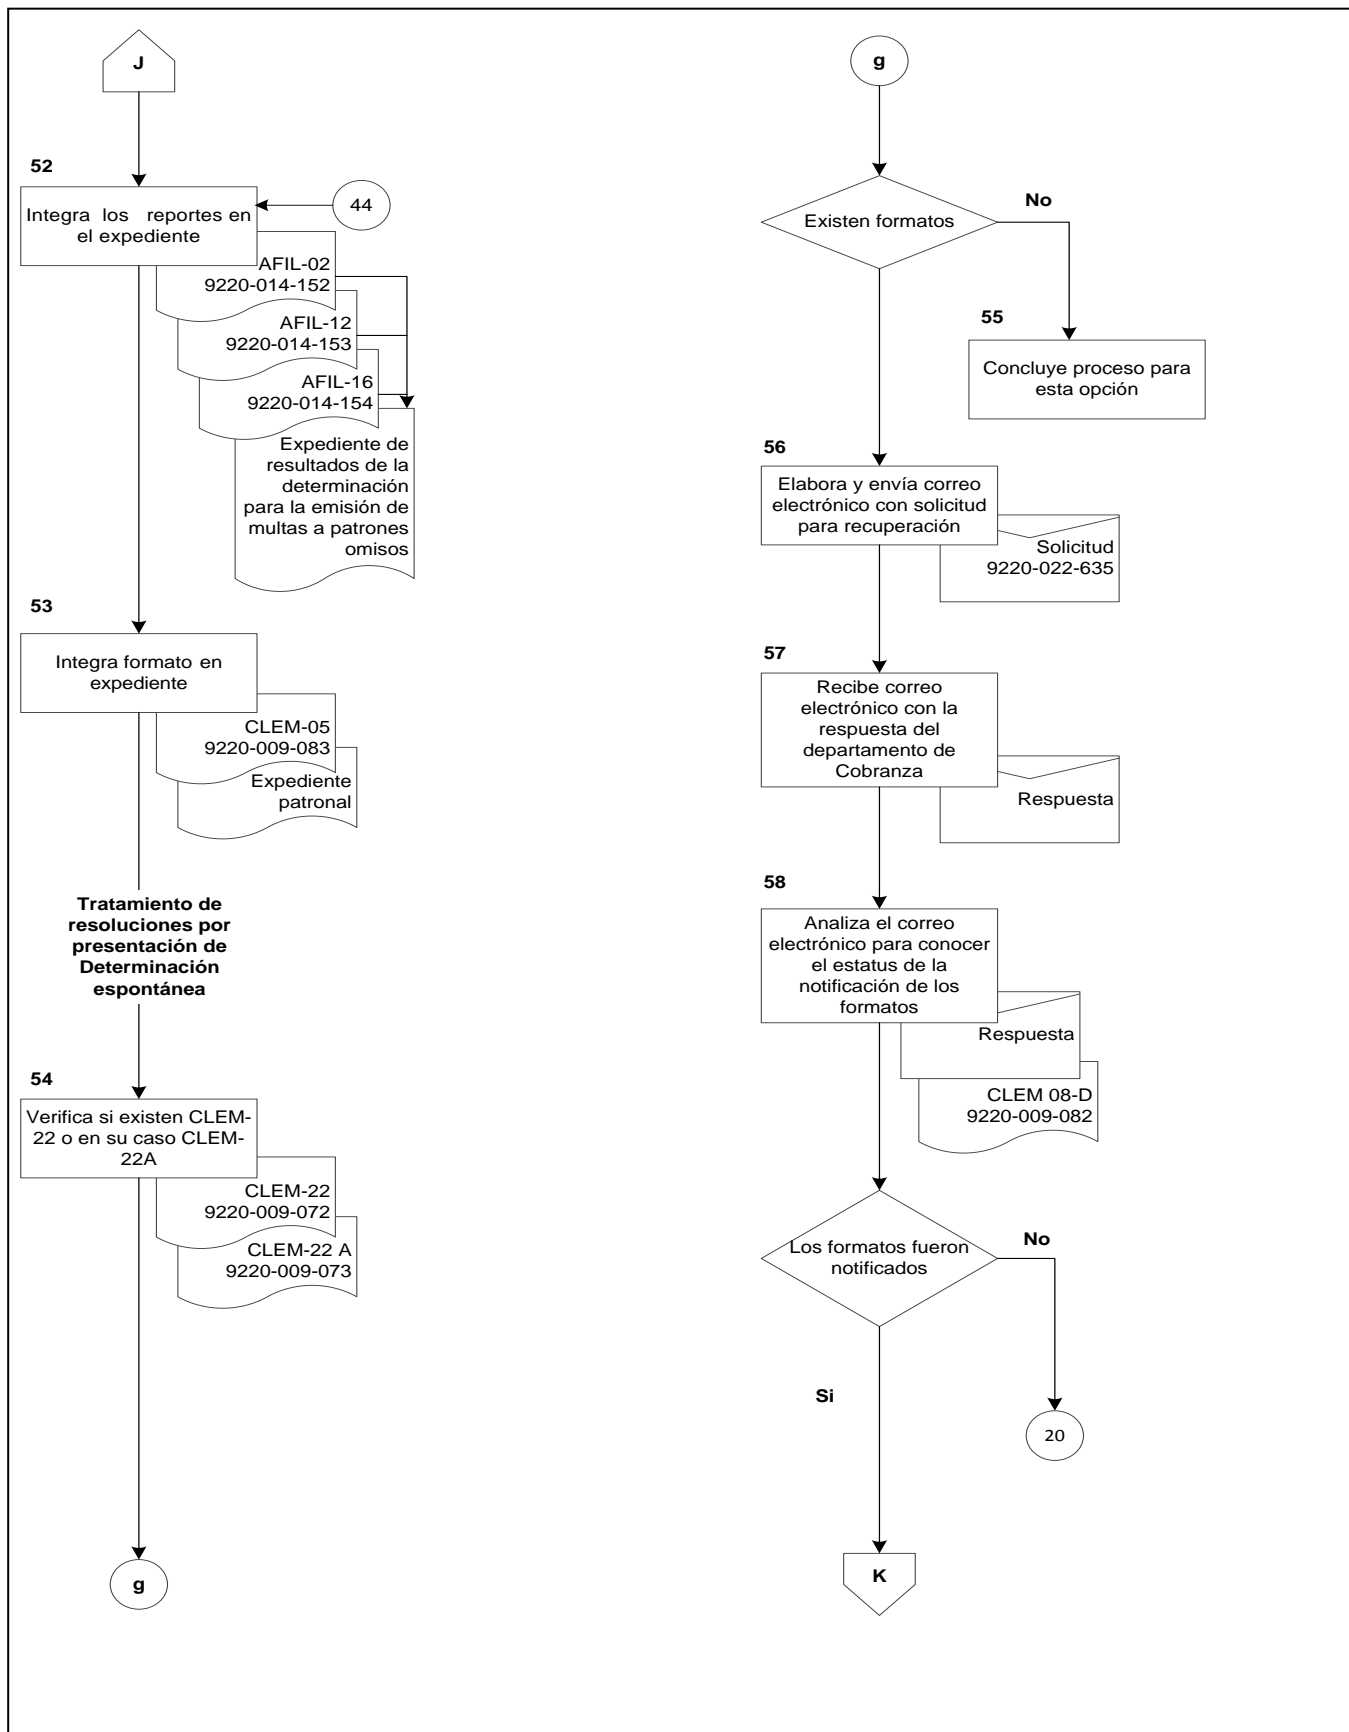 J
52
Integra los reportes en
el expediente
44
AFIL-02
9220-014-152
AFIL-12
9220-014-153
AFIL-16
9220-014-154
Expediente de
resultados de la
determinación
para la emisión de
multas a patrones
omisos
53
Integra formato en
expediente
CLEM-05
9220-009-083
Expediente
patronal
Tratamiento de
resoluciones por
presentación de
Determinación
espontánea
54
Verifica si existen CLEM-
22 o en su caso CLEM-
22A
CLEM-22
9220-009-072
CLEM-22 A
9220-009-073
g
g
Existen formatos
No
55
Concluye proceso para
esta opción
56
Elabora y envía correo
electrónico con solicitud
para recuperación
Solicitud
9220-022-635
57
Recibe correo
electrónico con la
respuesta del
departamento de
Cobranza
Respuesta
58
Analiza el correo
electrónico para conocer
el estatus de la
notificación de los
formatos
Respuesta
CLEM 08-D
9220-009-082
Los formatos fueron
notificados
No
Si
20
K